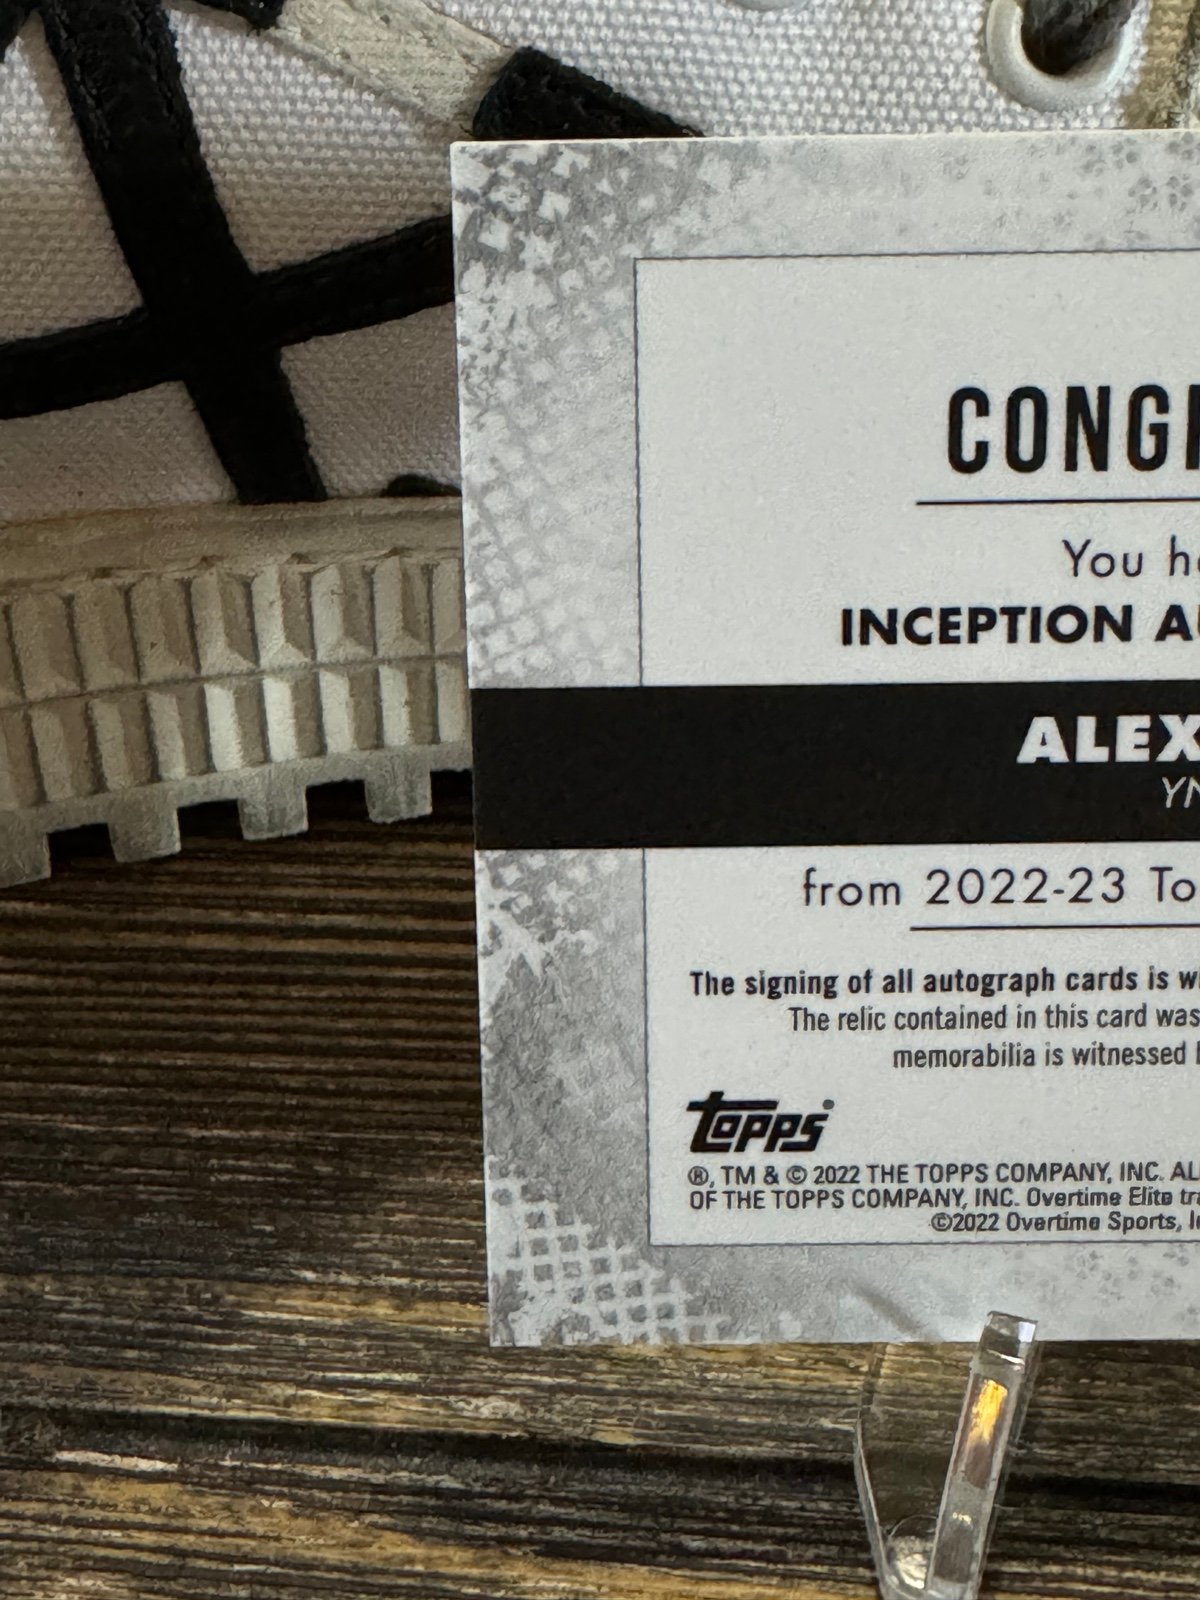 CONG
You h
INCEPTION A
ALEX
YN
from 2022-23 To
The signing of all autograph cards is w
The relic contained in this card was
memorabilia is witnessed
Topps
®, TM & © 2022 THE TOPPS COMPANY, INC. AL
OF THE TOPPS COMPANY, INC. Overtime Elite tr
©2022 Overtime Sports, I